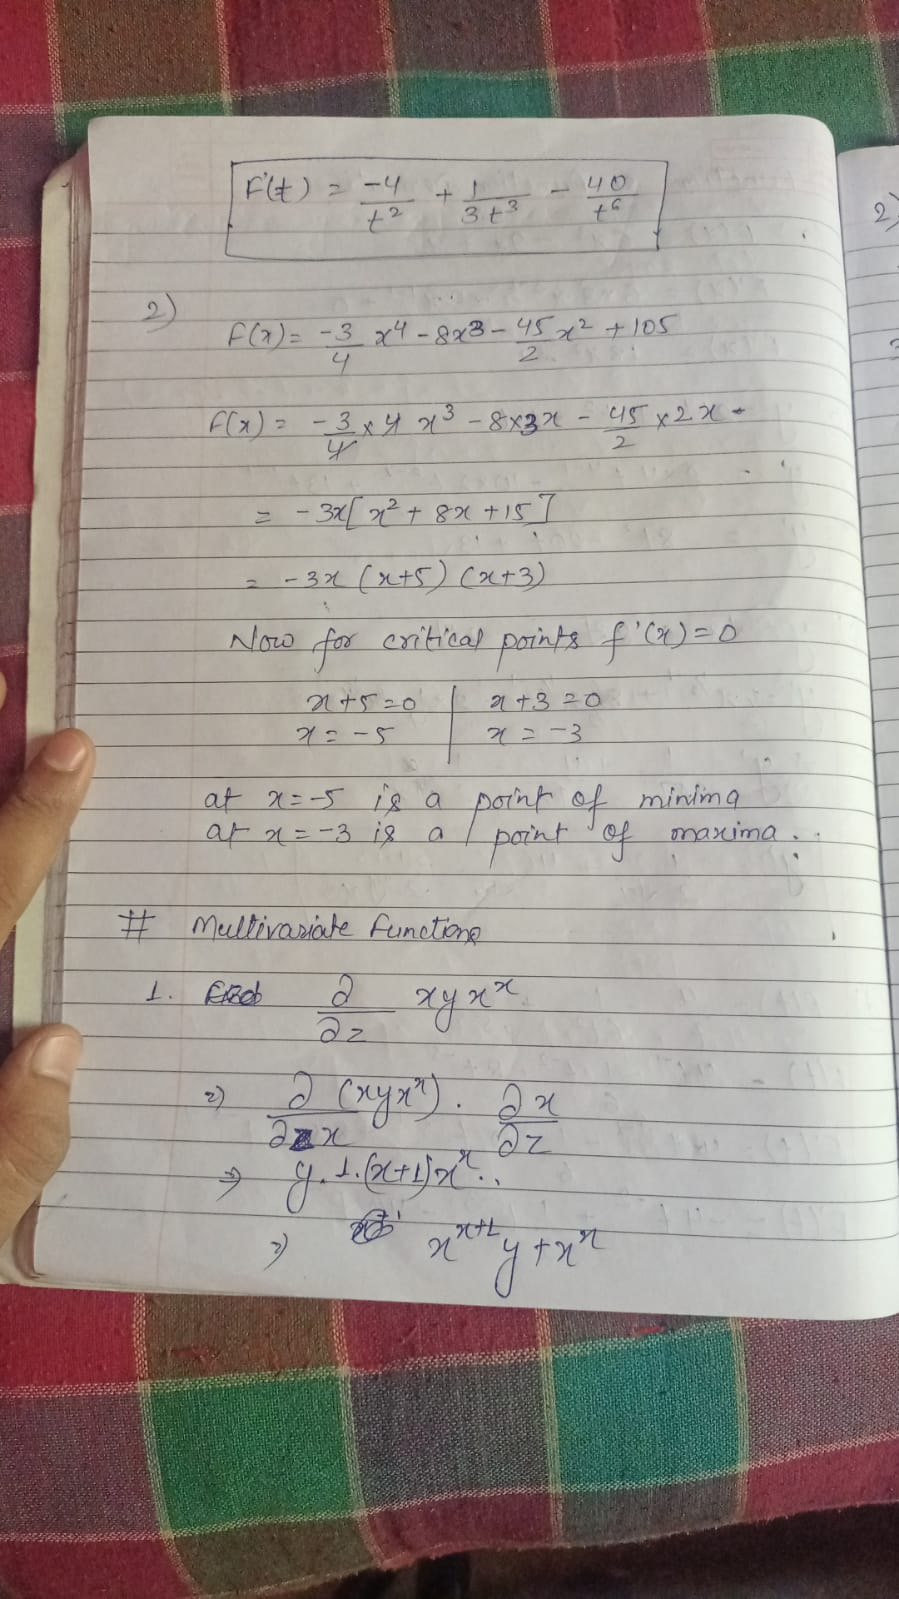 F'(t) = -4/t² + 1/3t³ - 40/t⁶
2)
f(x) = -3/4 x⁴ - 8x³ - 45/2 x² + 105
f(x) = -3/4 × 4 x³ - 8×3x - 45/2 × 2x -
= -3x[x² + 8x + 15]
= -3x (x+5) (x+3)
Now for critical points f'(x) = 0
x+5=0 | x+3=0
x = -5 | x = -3
at x=-5 is a point of minima
at x=-3 is a point of maxima.
# Multivariate Functions
1. ∂/∂z xyxˣ
⇒ ∂/∂x (xyxˣ) . ∂x/∂z
⇒ y.1.(x+1)xˣ..
⇒ xˣ⁺¹y + xˣ
2)